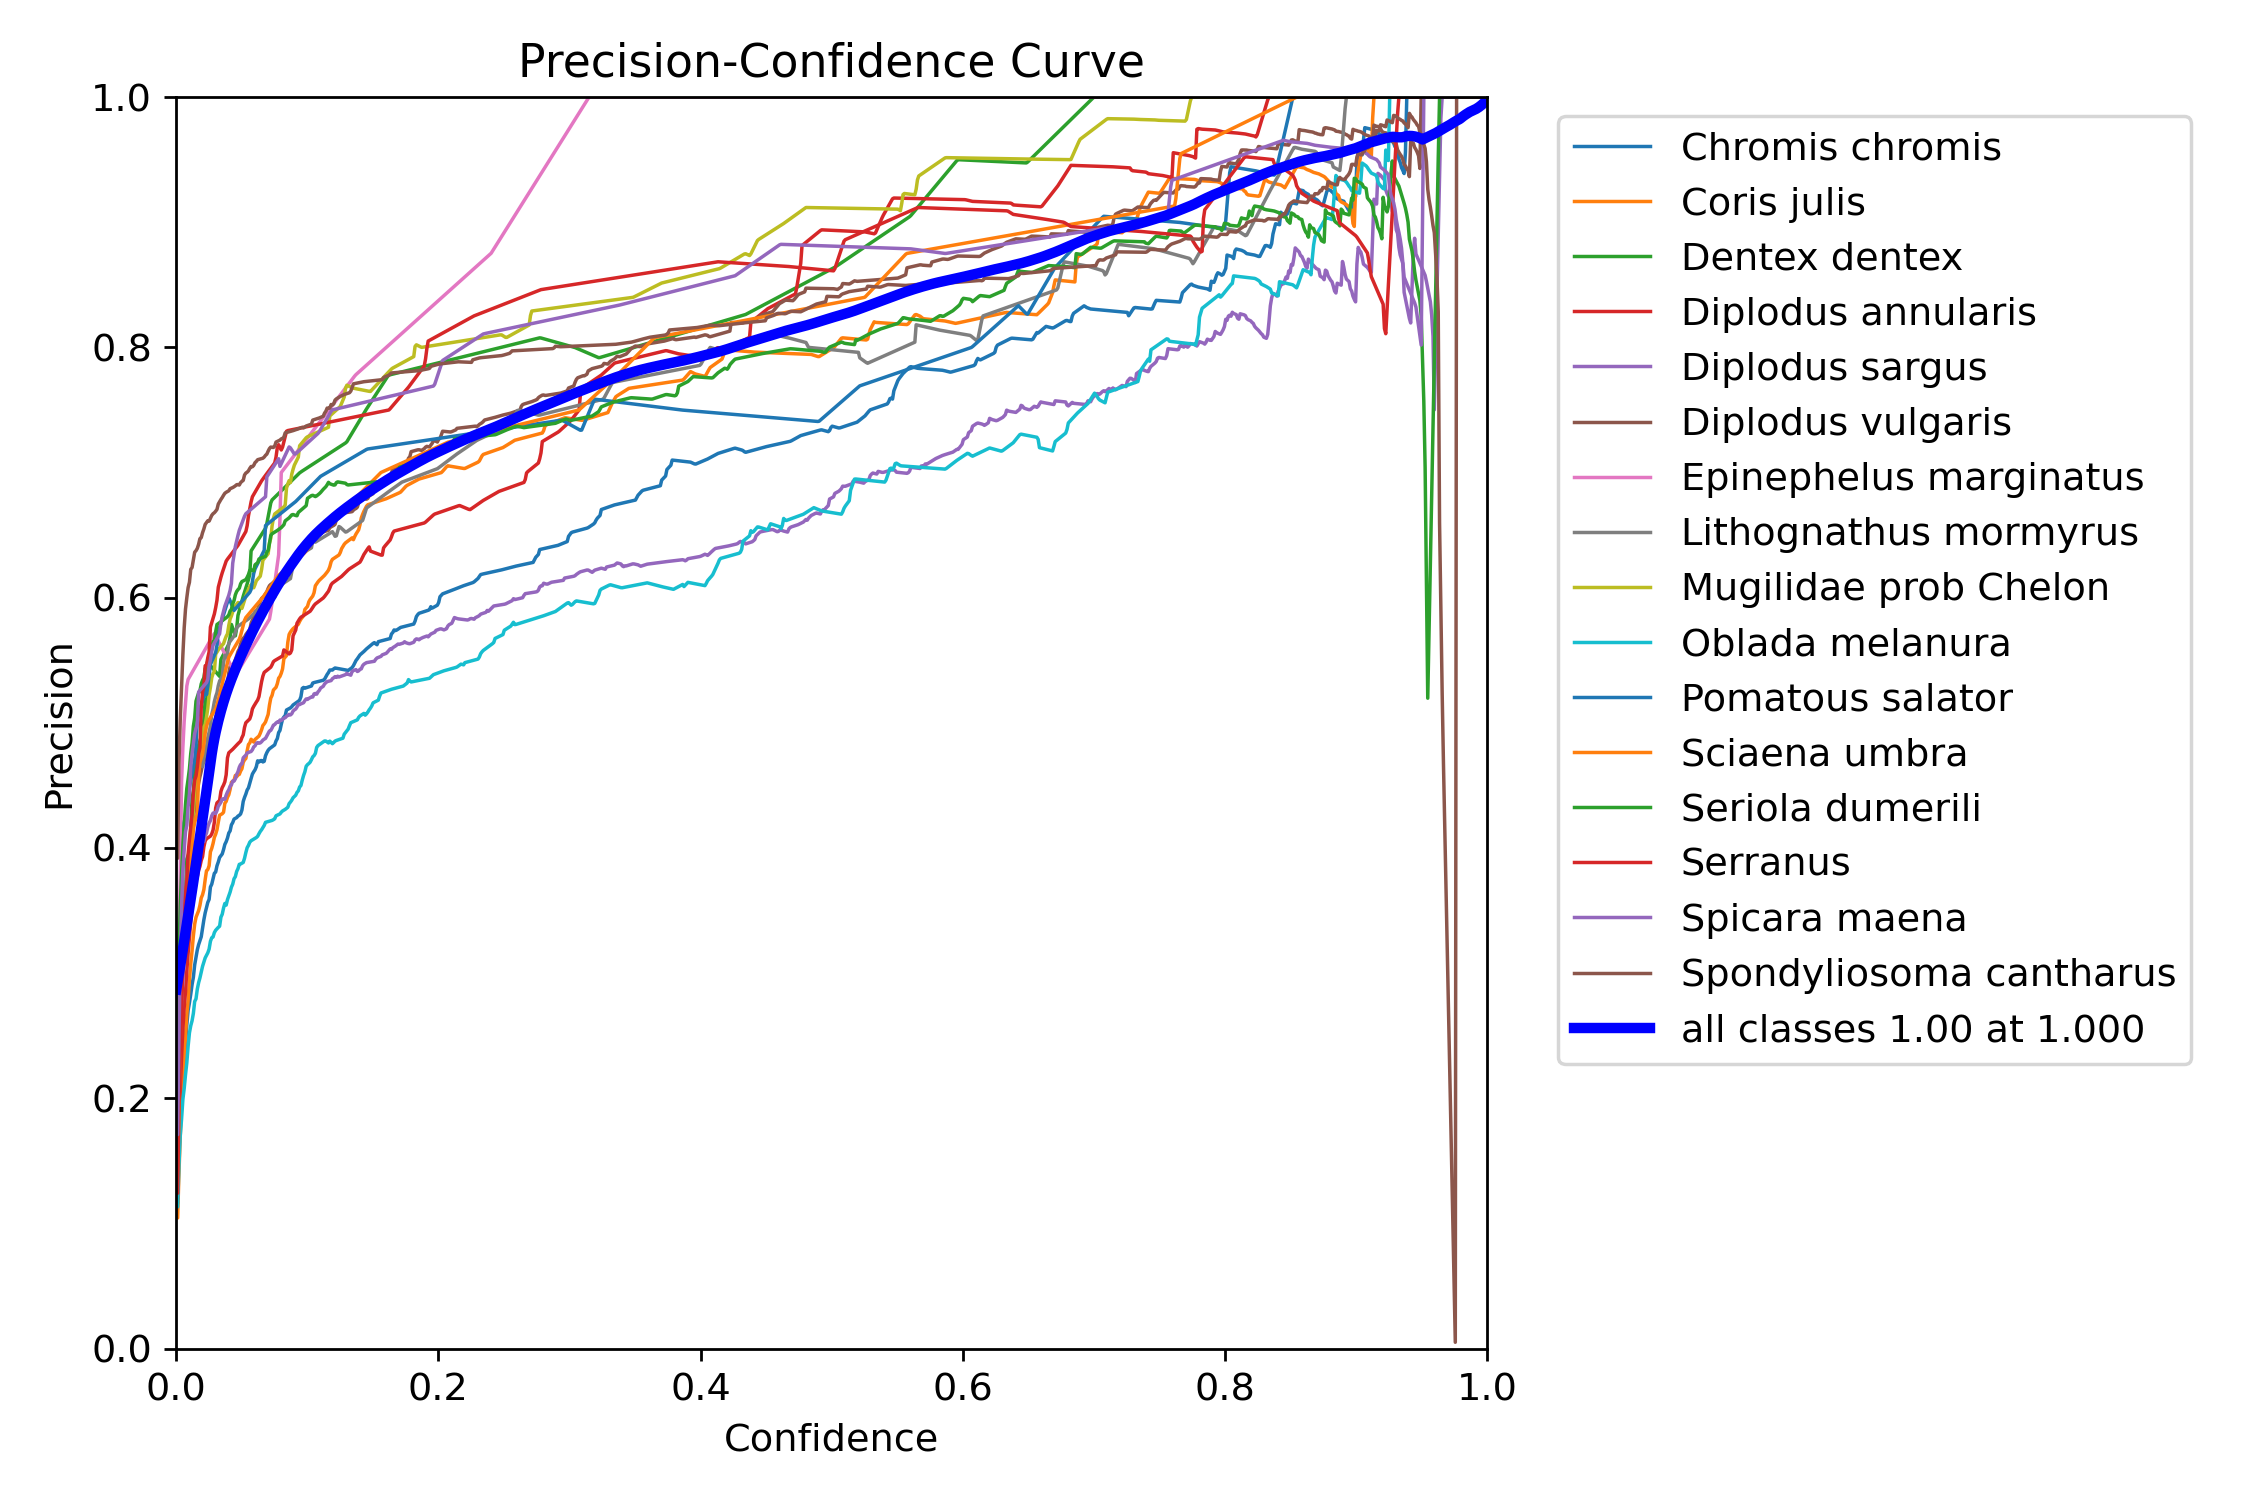 Precision-Confidence Curve
1.0
0.8
0.6
0.4
0.2
0.0
Precision
0.0 0.2 0.4 0.6 0.8 1.0
Confidence
Chromis chromis
Coris julis
Dentex dentex
Diplodus annularis
Diplodus sargus
Diplodus vulgaris
Epinephelus marginatus
Lithognathus mormyrus
Mugilidae prob Chelon
Oblada melanura
Pomatous salator
Sciaena umbra
Seriola dumerili
Serranus
Spicara maena
Spondyliosoma cantharus
all classes 1.00 at 1.000